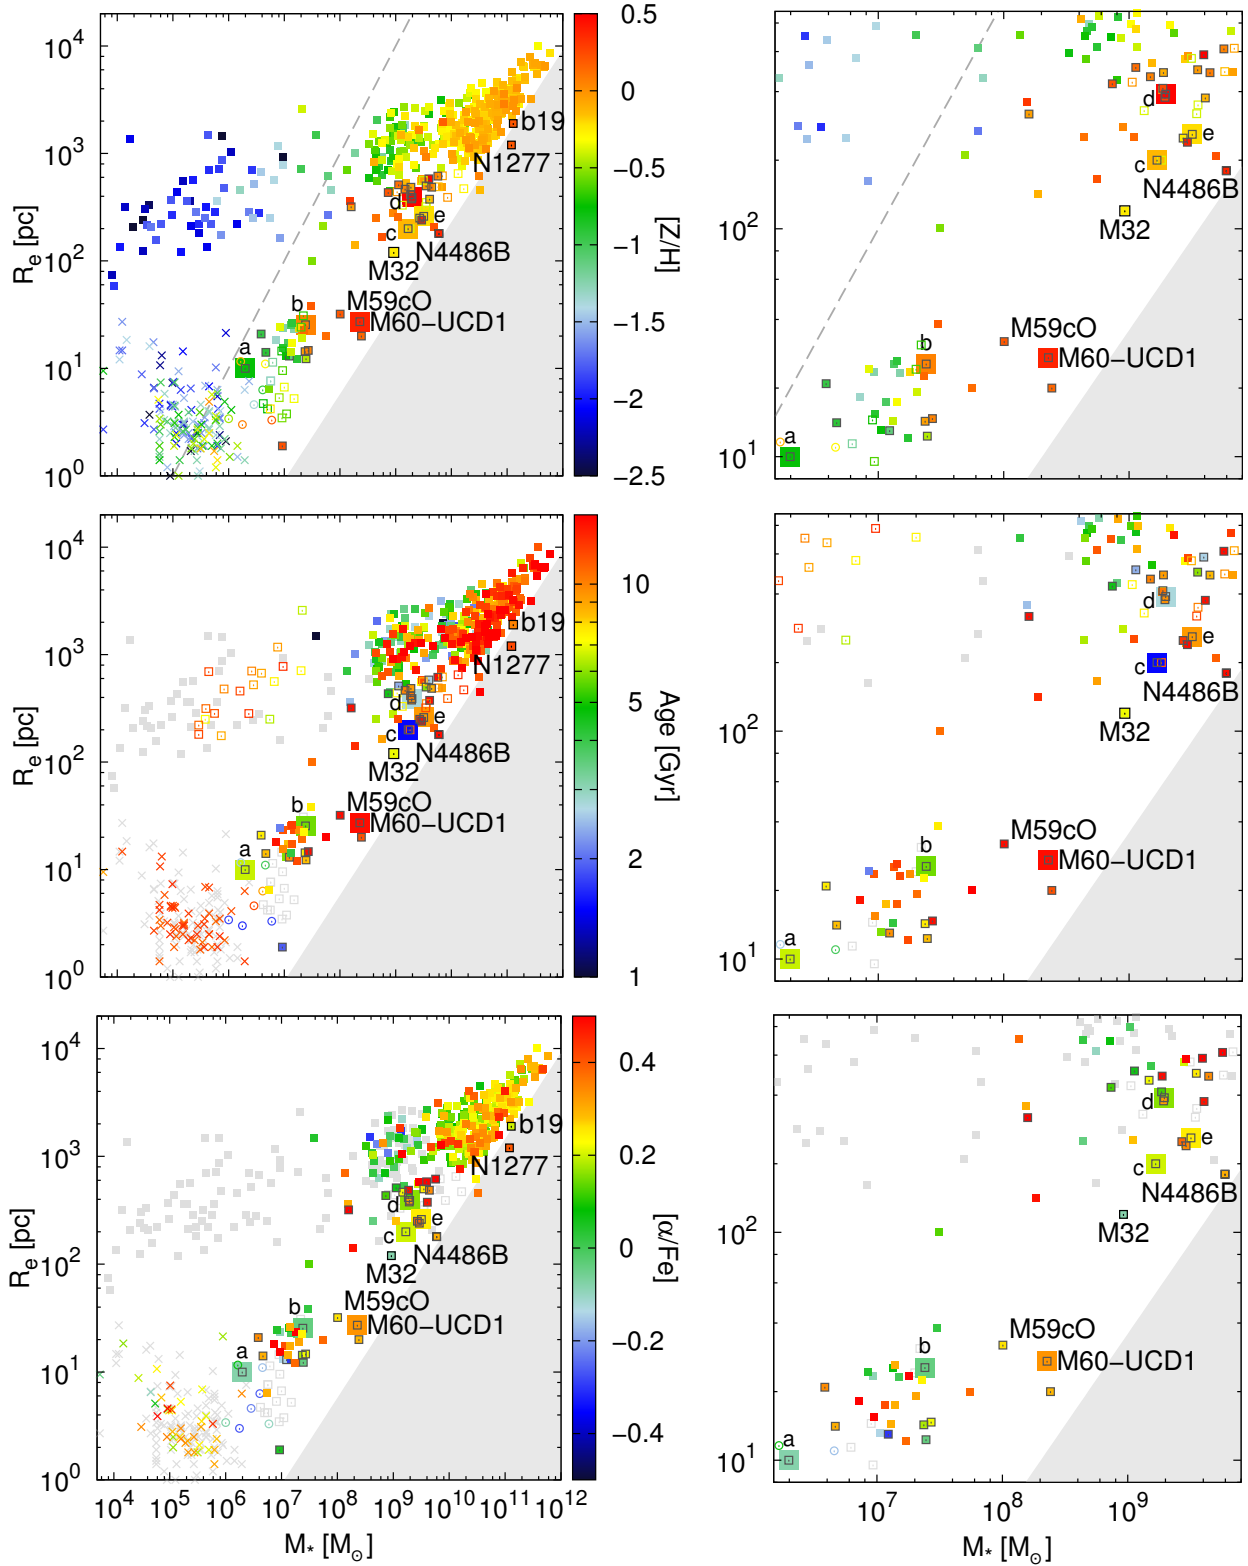 10^4
10^3
10^2
10^1
10^0
R_e [pc]
b19
N1277
d
e
c
N4486B
M32
M59cO
M60−UCD1
b
a
0.5
0
−0.5
−1
−1.5
−2
−2.5
[Z/H]
10^2
10^1
d
e
c
N4486B
M32
M59cO
M60−UCD1
b
a
10^4
10^3
10^2
10^1
10^0
R_e [pc]
b19
N1277
d
e
c
N4486B
M32
M59cO
M60−UCD1
b
a
10
5
2
1
Age [Gyr]
10^2
10^1
d
e
c
N4486B
M32
M59cO
M60−UCD1
b
a
10^4
10^3
10^2
10^1
10^0
R_e [pc]
b19
N1277
d
e
c
N4486B
M32
M59cO
M60−UCD1
b
a
0.4
0.2
0
−0.2
−0.4
[α/Fe]
10^4 10^5 10^6 10^7 10^8 10^9 10^10 10^11 10^12
M_* [M_⊙]
10^2
10^1
d
e
c
N4486B
M32
M59cO
M60−UCD1
b
a
10^7 10^8 10^9
M_* [M_⊙]